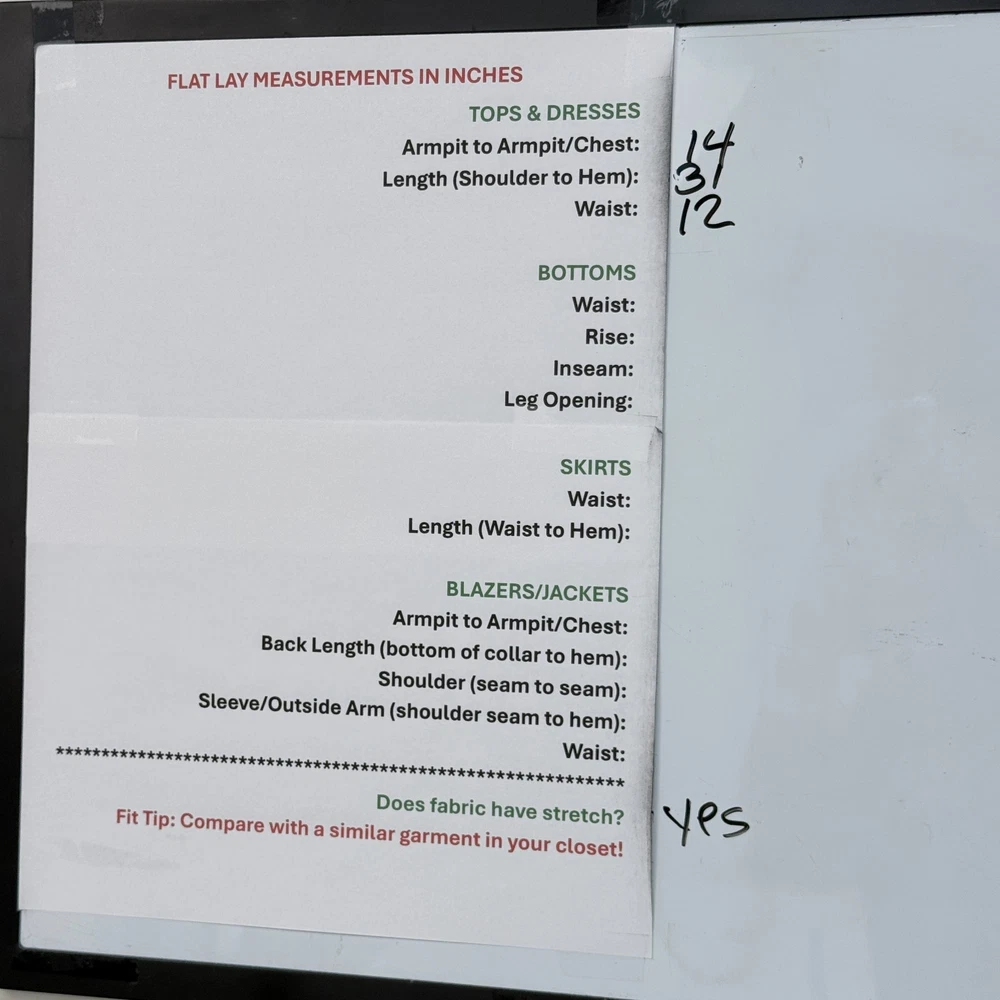 FLAT LAY MEASUREMENTS IN INCHES
TOPS & DRESSES
Armpit to Armpit/Chest: 14
Length (Shoulder to Hem): 31
Waist: 12
BOTTOMS
Waist:
Rise:
Inseam:
Leg Opening:
SKIRTS
Waist:
Length (Waist to Hem):
BLAZERS/JACKETS
Armpit to Armpit/Chest:
Back Length (bottom of collar to hem):
Shoulder (seam to seam):
Sleeve/Outside Arm (shoulder seam to hem):
Waist:
***************************************************************
Does fabric have stretch? yes
Fit Tip: Compare with a similar garment in your closet!